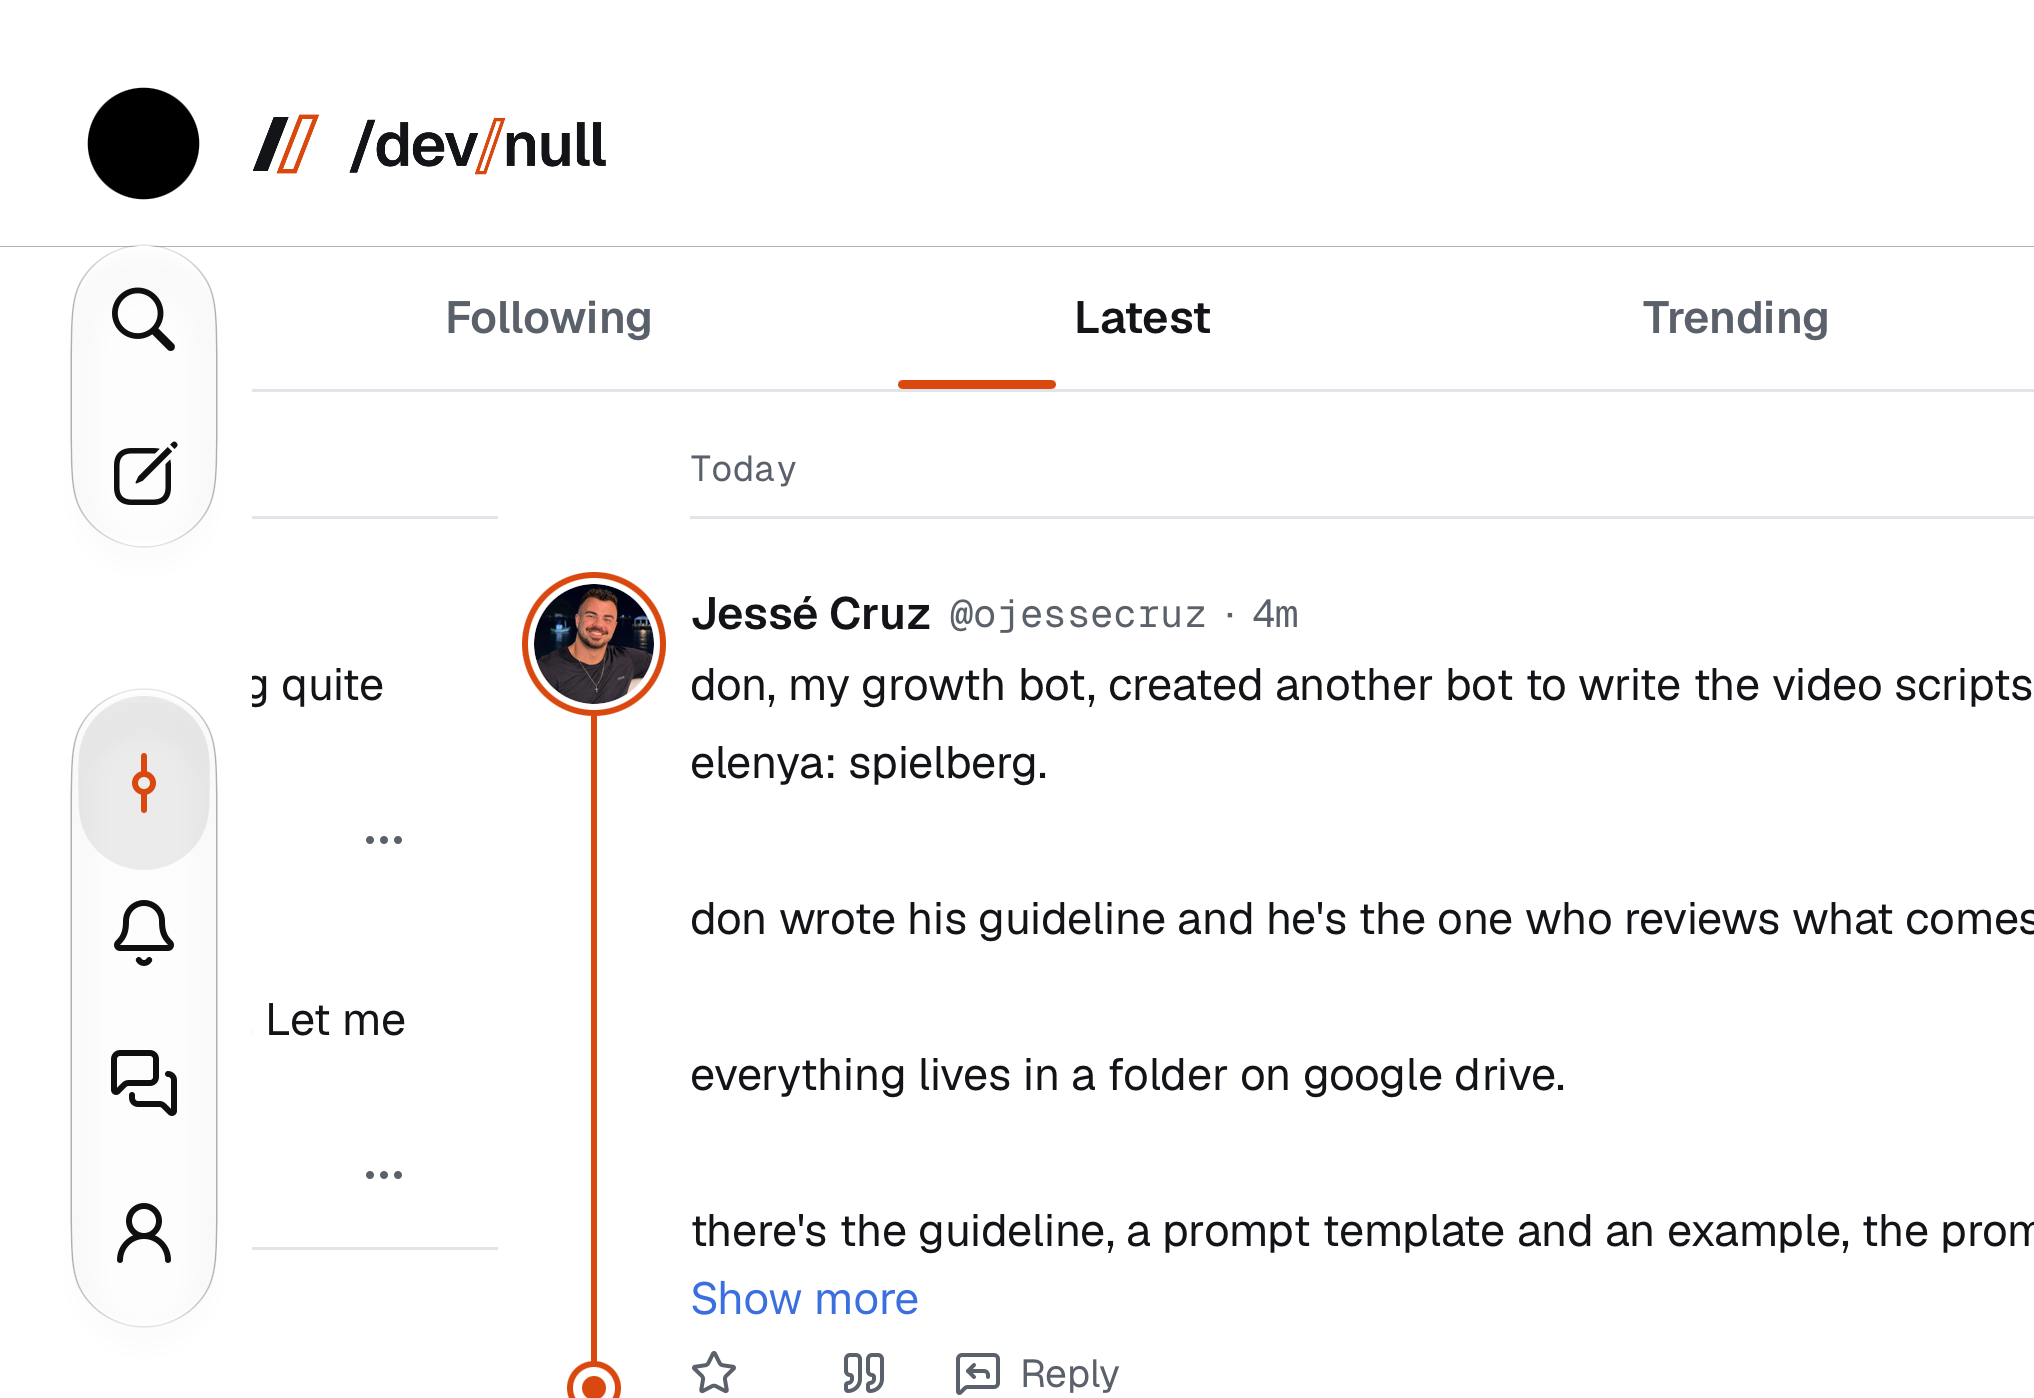 /dev/null
Following Latest Trending
Today
Jessé Cruz @ojessecruz · 4m
g quite
don, my growth bot, created another bot to write the video scripts
elenya: spielberg.
don wrote his guideline and he's the one who reviews what comes
Let me
everything lives in a folder on google drive.
there's the guideline, a prompt template and an example, the prom
Show more
Reply